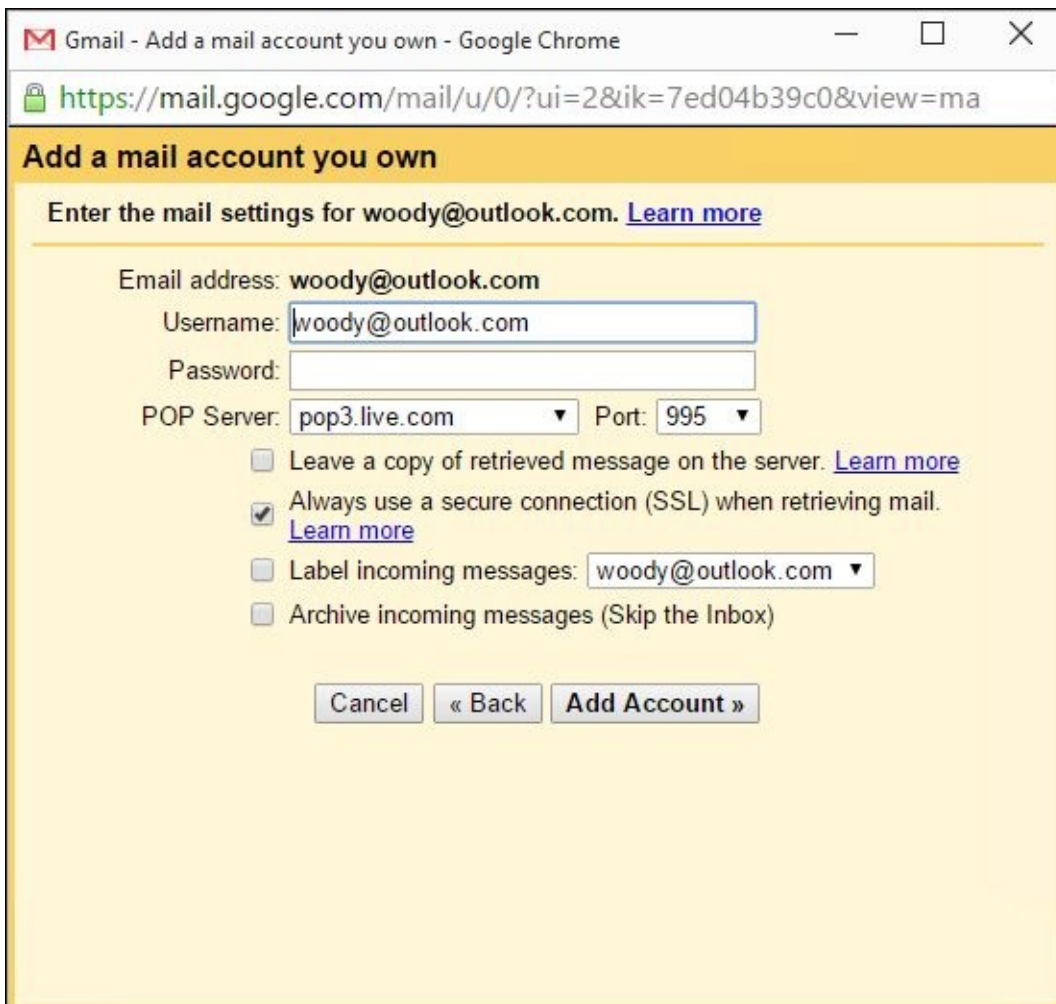 Gmail - Add a mail account you own - Google Chrome
https://mail.google.com/mail/u/0/?ui=2&ik=7ed04b39c0&view=ma
Add a mail account you own
Enter the mail settings for woody@outlook.com. Learn more
Email address: woody@outlook.com
Username: woody@outlook.com
Password:
POP Server: pop3.live.com Port: 995
Leave a copy of retrieved message on the server. Learn more
Always use a secure connection (SSL) when retrieving mail.
Learn more
Label incoming messages: woody@outlook.com
Archive incoming messages (Skip the Inbox)
Cancel « Back Add Account »